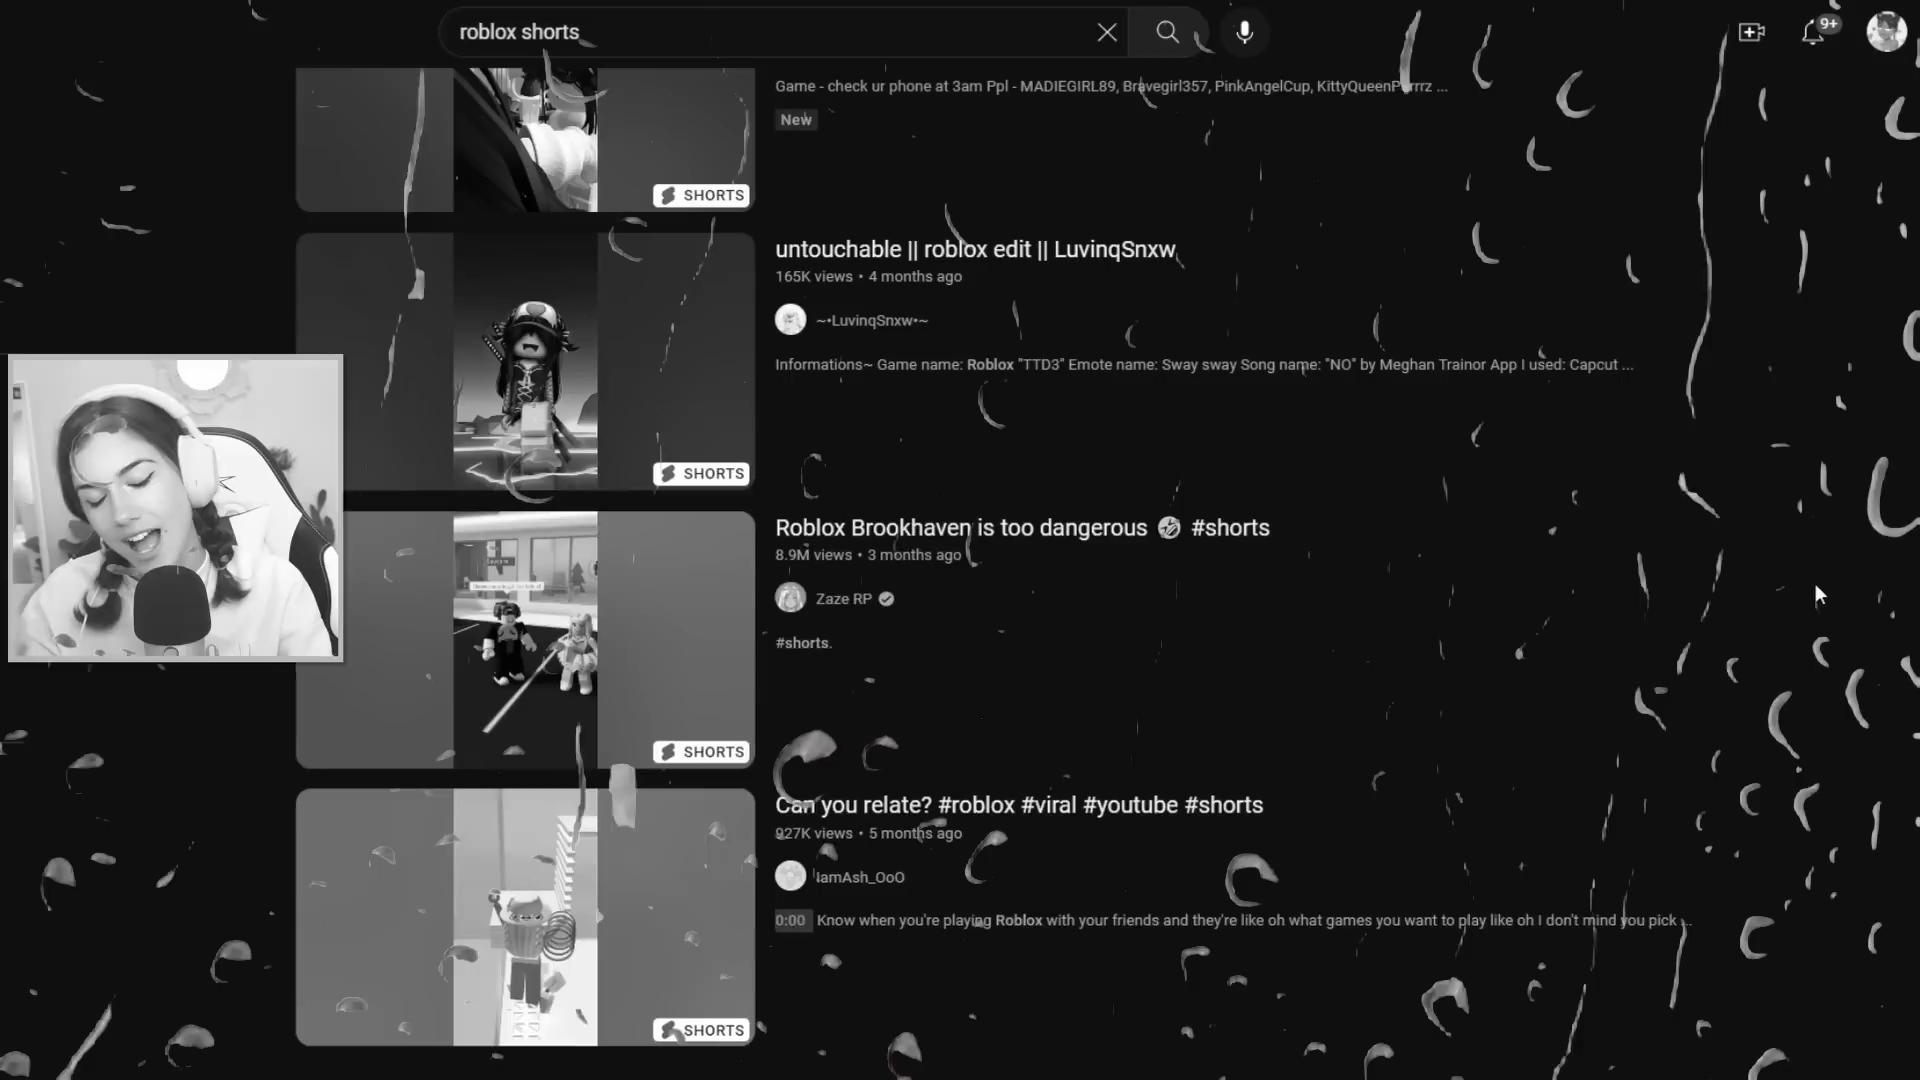 roblox shorts
9+
Game - check ur phone at 3am Ppl - MADIEGIRL89, Bravegirl357, PinkAngelCup, KittyQueenPurrrz ...
New
SHORTS
untouchable || roblox edit || LuvinqSnxw
165K views • 4 months ago
~•LuvinqSnxw•~
Informations~ Game name: Roblox "TTD3" Emote name: Sway sway Song name: "NO" by Meghan Trainor App I used: Capcut ...
SHORTS
Roblox Brookhaven is too dangerous 🤣 #shorts
8.9M views • 3 months ago
Zaze RP
#shorts.
SHORTS
Can you relate? #roblox #viral #youtube #shorts
927K views • 5 months ago
IamAsh_OoO
0:00 Know when you're playing Roblox with your friends and they're like oh what games you want to play like oh I don't mind you pick ...
SHORTS